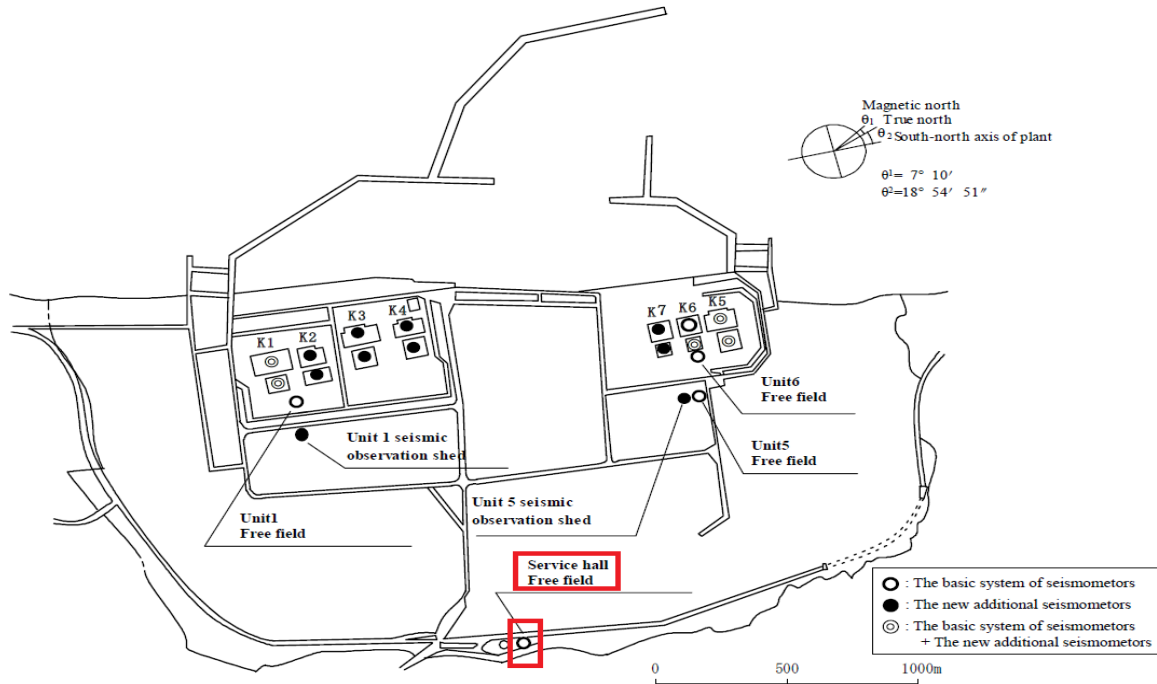 Magnetic north
θ1 True north
θ2 South-north axis of plant
θ1= 7° 10′
θ2=18° 54′ 51″
K1
K2
K3
K4
K7
K6
K5
Unit6
Free field
Unit 1 seismic
observation shed
Unit5
Free field
Unit1
Free field
Unit 5 seismic
observation shed
Service hall
Free field
: The basic system of seismometors
: The new additional seismometors
: The basic system of seismometors
+ The new additional seismometors
0 500 1000m